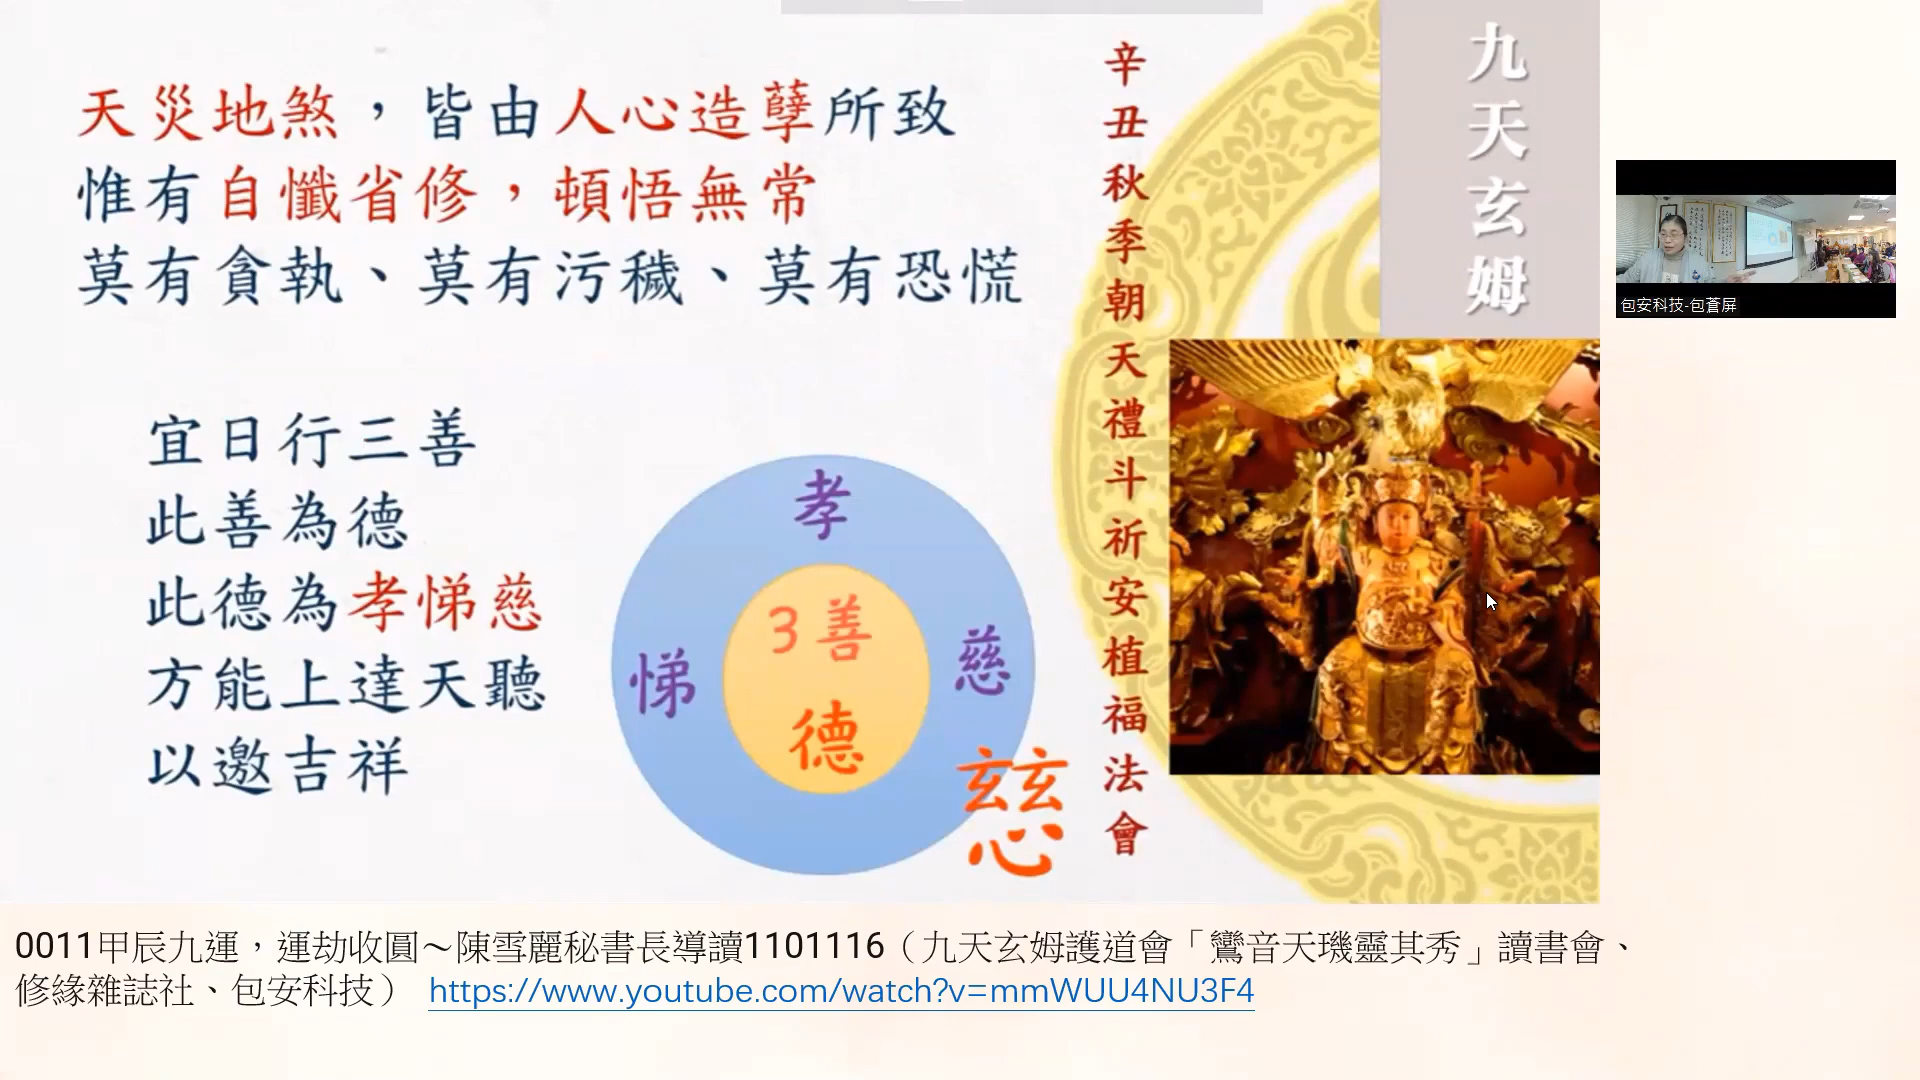 天災地煞，皆由人心造孽所致
惟有自懺省修，頓悟無常
莫有貪執、莫有污穢、莫有恐慌
宜日行三善
此善為德
此德為孝悌慈
方能上達天聽
以邀吉祥
孝
悌
慈
3善
德
慈
辛丑秋季朝天禮斗祈安植福法會
九天玄姆
包安科技-包蒼屏
0011甲辰九運，運劫收圓～陳雪麗秘書長導讀1101116（九天玄姆護道會「鸞音天璣靈其秀」讀書會、
修緣雜誌社、包安科技） https://www.youtube.com/watch?v=mmWUU4NU3F4